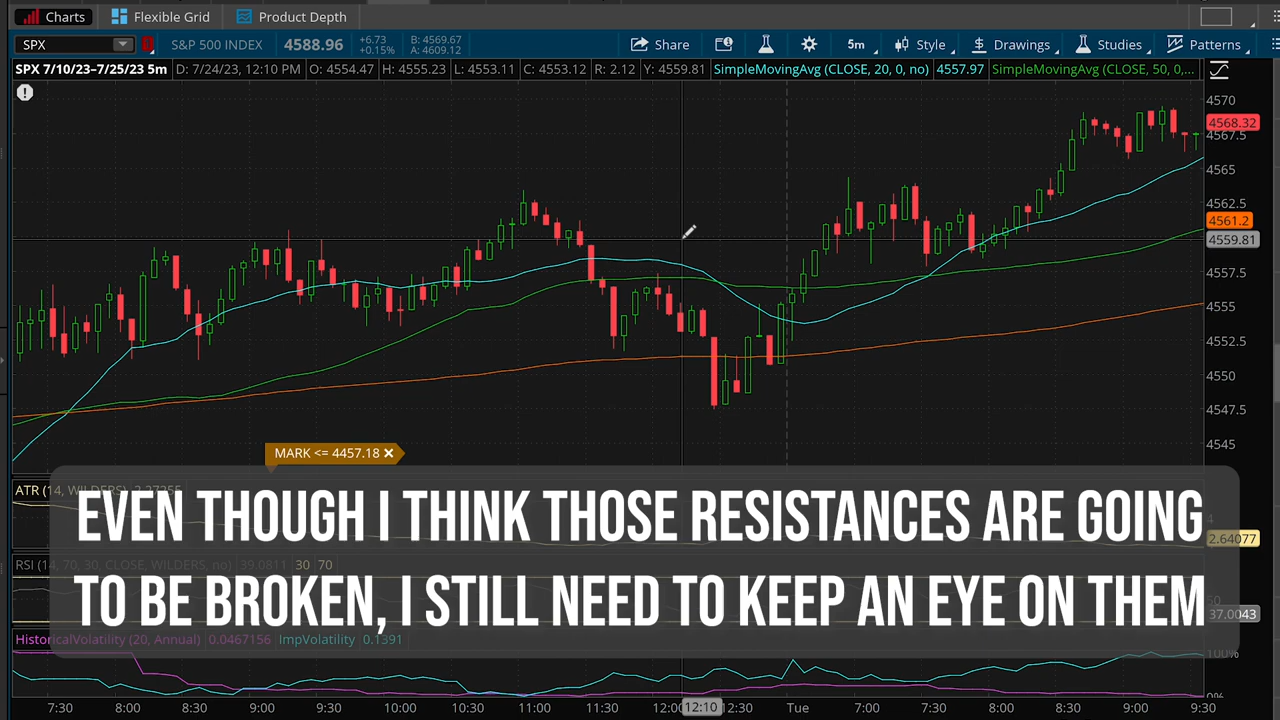 Charts Flexible Grid Product Depth
SPX S&P 500 INDEX 4588.96 +6.73 +0.15% B: 4569.67 A: 4609.12 Share 5m Style Drawings Studies Patterns
SPX 7/10/23–7/25/23 5m D: 7/24/23, 12:10 PM O: 4554.47 H: 4555.23 L: 4553.11 C: 4553.12 R: 2.12 Y: 4559.81 SimpleMovingAvg (CLOSE, 20, 0, no) 4557.97 SimpleMovingAvg (CLOSE, 50, 0,...
4570
4568.32
4567.5
4565
4562.5
4561.2
4559.81
4557.5
4555
4552.5
4550
4547.5
4545
MARK <= 4457.18
ATR (14, WILDERS) 2.27255
EVEN THOUGH I THINK THOSE RESISTANCES ARE GOING
2.64077
RSI (14, 70, 30, CLOSE, WILDERS, no) 39.0811 30 70
TO BE BROKEN, I STILL NEED TO KEEP AN EYE ON THEM
37.0043
HistoricalVolatility (20, Annual) 0.0467156 ImpVolatility 0.1391
100%
0%
7:30 8:00 8:30 9:00 9:30 10:00 10:30 11:00 11:30 12:00 12:10 12:30 Tue 7:00 7:30 8:00 8:30 9:00 9:30